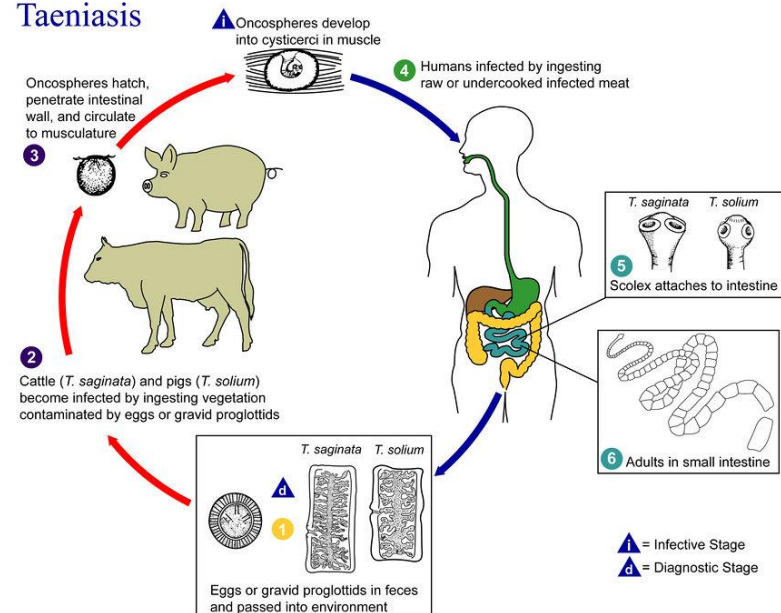 Taeniasis
i Oncospheres develop
into cysticerci in muscle
4 Humans infected by ingesting
raw or undercooked infected meat
Oncospheres hatch,
penetrate intestinal
wall, and circulate
to musculature
3
T. saginata T. solium
5
Scolex attaches to intestine
2
Cattle (T. saginata) and pigs (T. solium)
become infected by ingesting vegetation
contaminated by eggs or gravid proglottids
6 Adults in small intestine
T. saginata T. solium
d
1
Eggs or gravid proglottids in feces
and passed into environment
i = Infective Stage
d = Diagnostic Stage